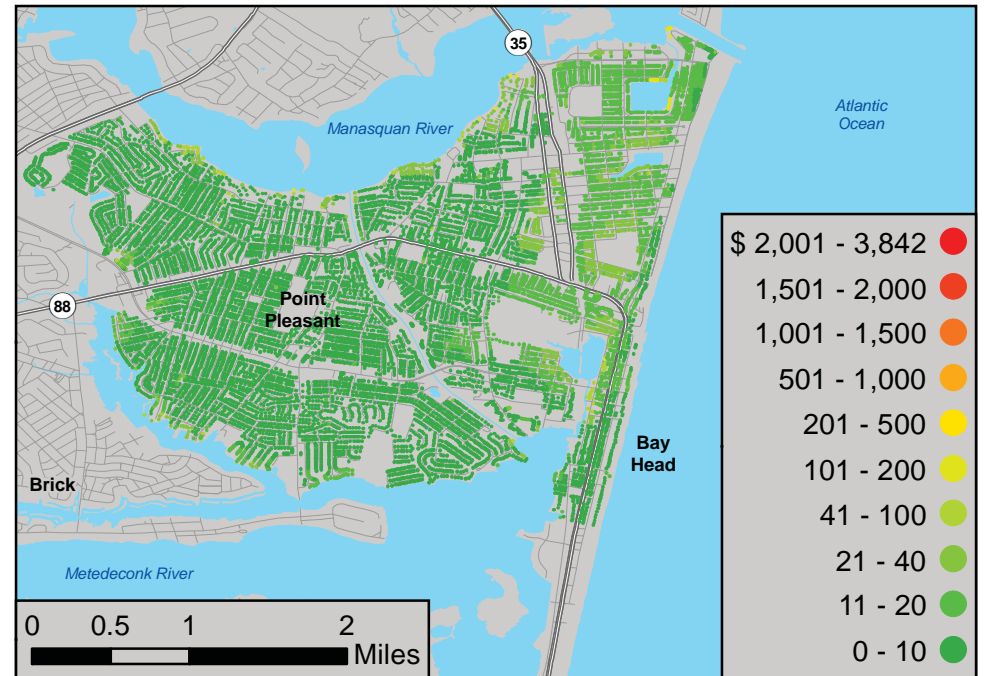 35
Manasquan River
Atlantic
Ocean
88
Point
Pleasant
Bay
Head
Brick
Metedeconk River
0 0.5 1 2
Miles
$ 2,001 - 3,842
1,501 - 2,000
1,001 - 1,500
501 - 1,000
201 - 500
101 - 200
41 - 100
21 - 40
11 - 20
0 - 10